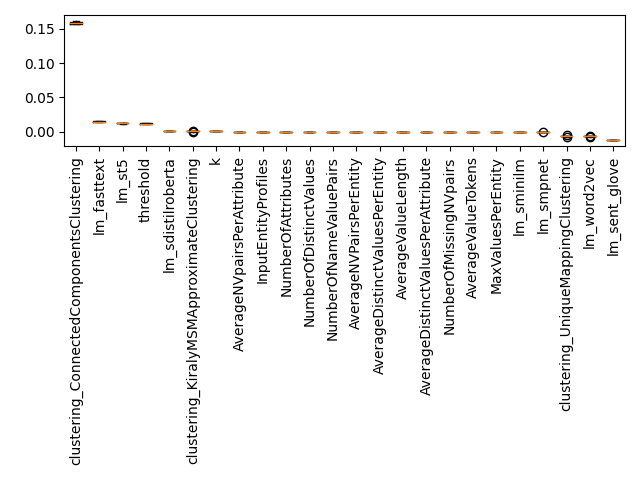 0.15
0.10
0.05
0.00
clustering_ConnectedComponentsClustering
lm_fasttext
lm_st5
threshold
lm_sdistilroberta
clustering_KiralyMSMApproximateClustering
k
AverageNVpairsPerAttribute
InputEntityProfiles
NumberOfAttributes
NumberOfDistinctValues
NumberOfNameValuePairs
AverageNVPairsPerEntity
AverageDistinctValuesPerEntity
AverageValueLength
AverageDistinctValuesPerAttribute
NumberOfMissingNVpairs
AverageValueTokens
MaxValuesPerEntity
lm_sminilm
lm_smpnet
clustering_UniqueMappingClustering
lm_word2vec
lm_sent_glove